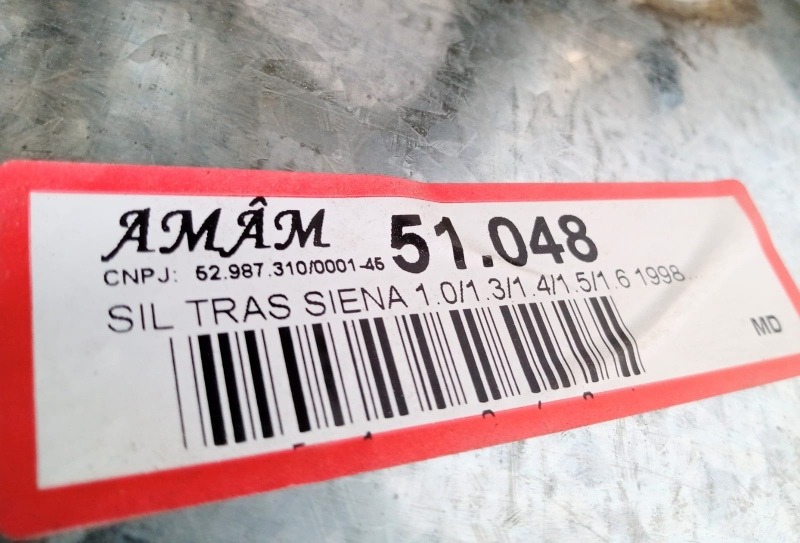 AMÂM 51.048
CNPJ: 52.987.310/0001-45
SIL TRAS SIENA 1.0/1.3/1.4/1.5/1.6 1998...
MD